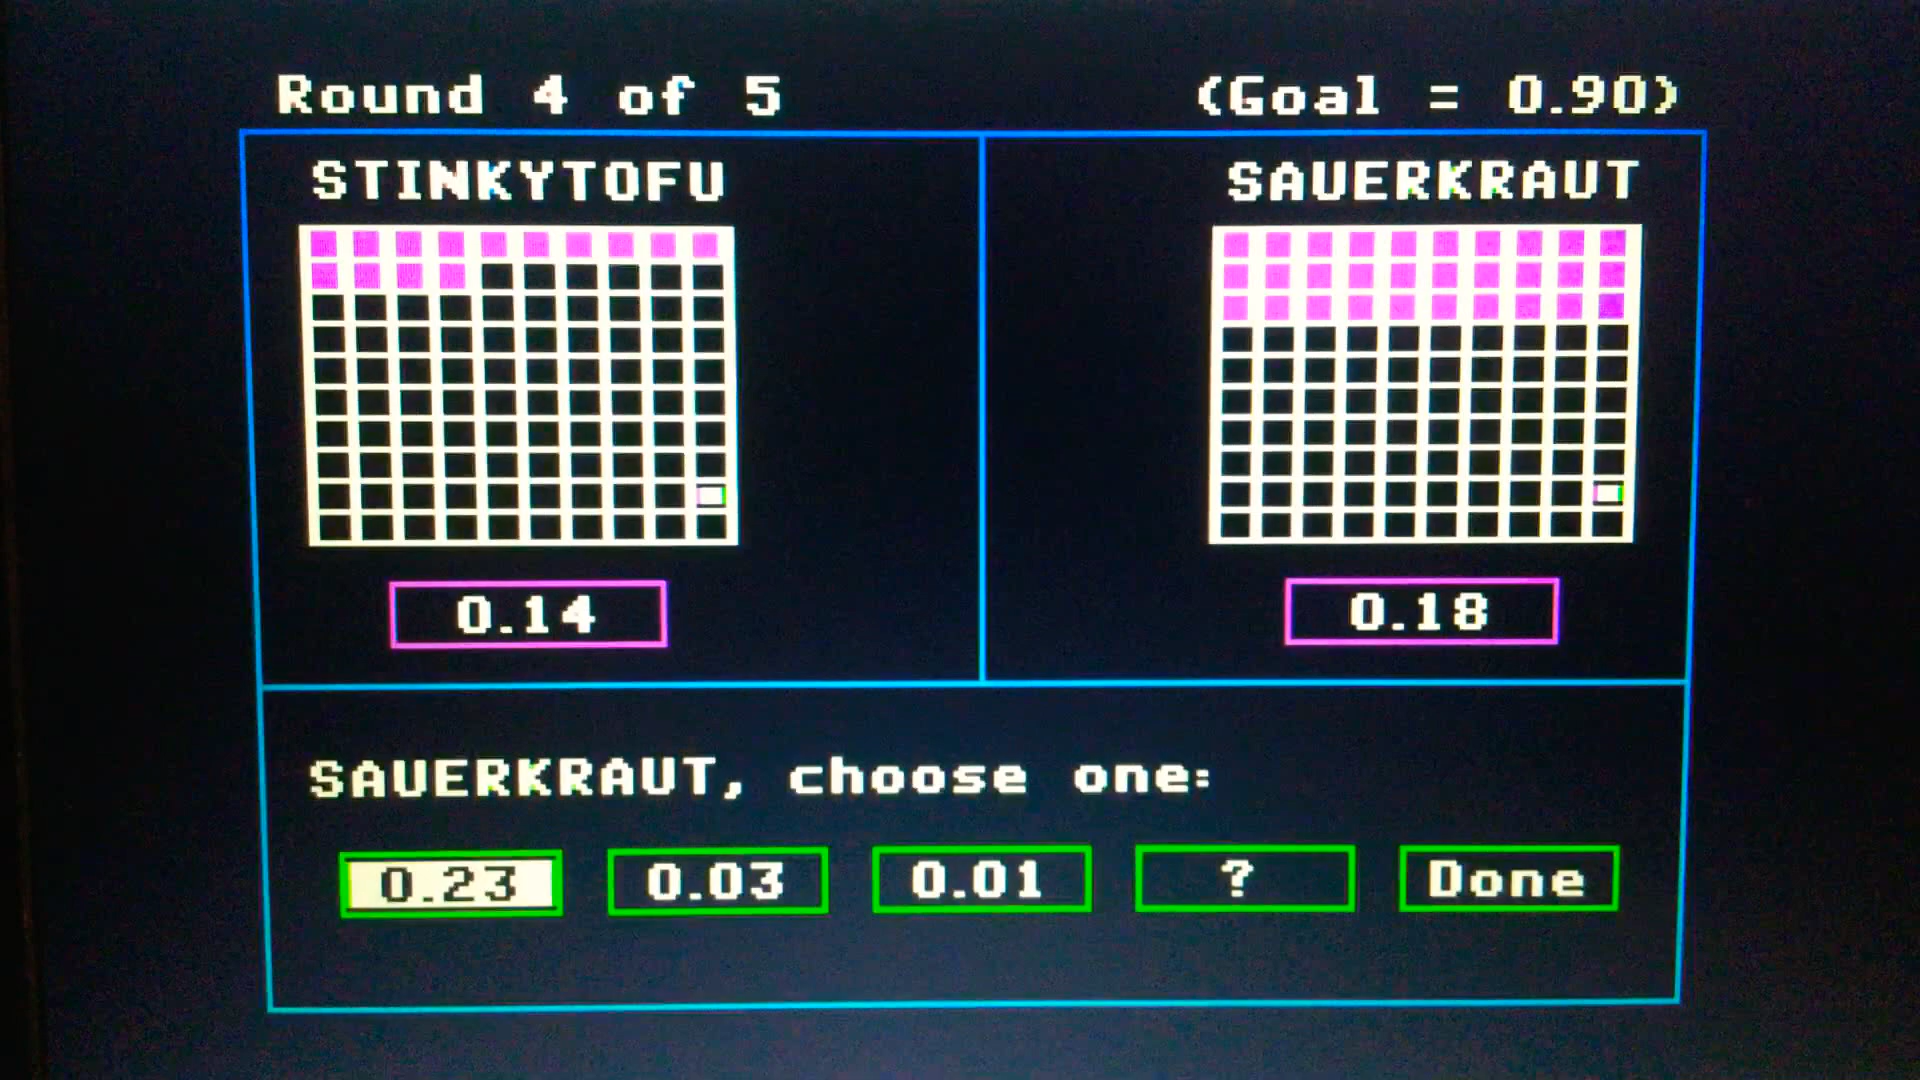 Round 4 of 5
(Goal = 0.90)
STINKYTOFU
SAUERKRAUT
0.14
0.18
SAUERKRAUT, choose one:
0.23
0.03
0.01
?
Done